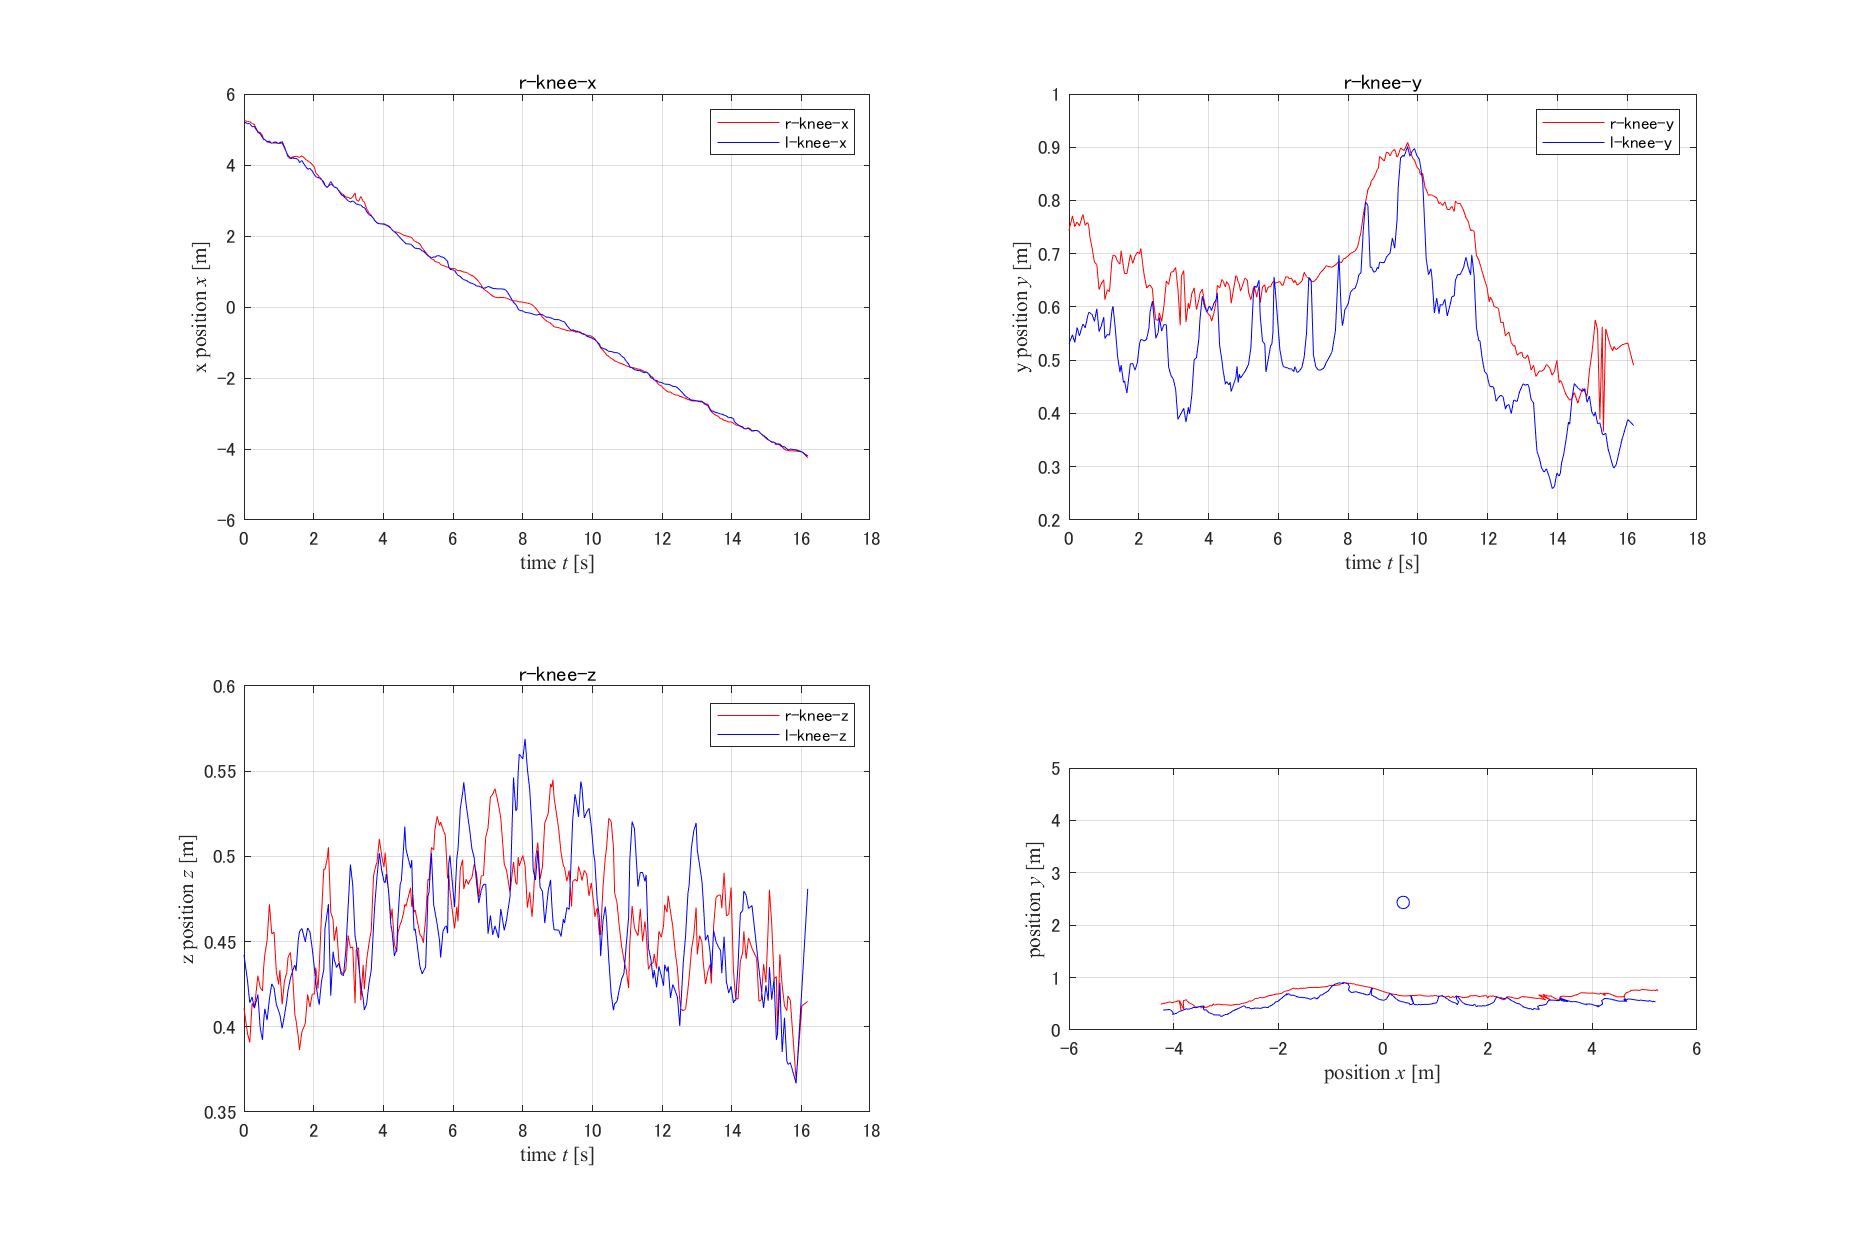 r-knee-x
6
4
2
0
−2
−4
−6
x position x [m]
0 2 4 6 8 10 12 14 16 18
time t [s]
r-knee-x
l-knee-x
r-knee-y
1
0.9
0.8
0.7
0.6
0.5
0.4
0.3
0.2
y position y [m]
0 2 4 6 8 10 12 14 16 18
time t [s]
r-knee-y
l-knee-y
r-knee-z
0.6
0.55
0.5
0.45
0.4
0.35
z position z [m]
0 2 4 6 8 10 12 14 16 18
time t [s]
r-knee-z
l-knee-z
5
4
3
2
1
0
position y [m]
−6 −4 −2 0 2 4 6
position x [m]